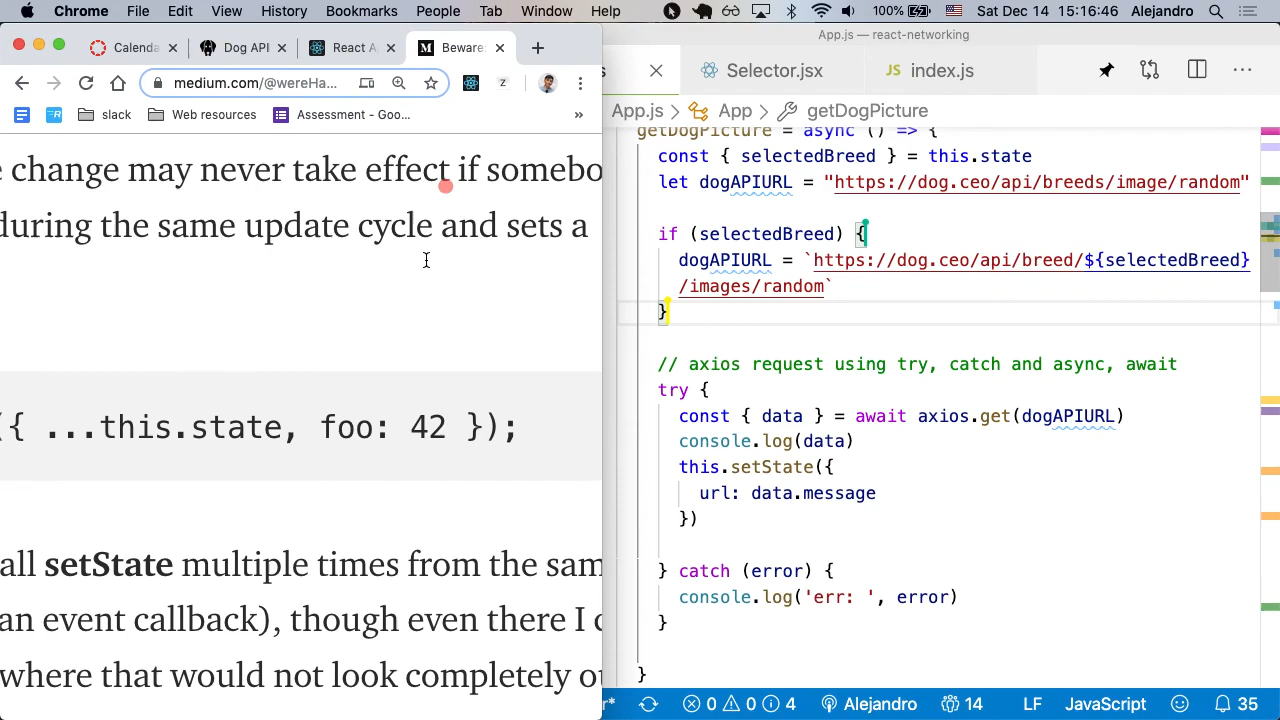 Chrome File Edit View History Bookmarks People Tab Window Help 100% Sat Dec 14 15:16:46 Alejandro
App.js — react-networking
Calenda Dog API React A Beware
s Selector.jsx JS index.js
medium.com/@wereHa... Z
App.js > App > getDogPicture
slack Web resources Assessment - Goo... »
e change may never take effect if somebo
during the same update cycle and sets a
({ ...this.state, foo: 42 });
all setState multiple times from the sam
an event callback), though even there I c
where that would not look completely ou
getDogPicture = async () => {
const { selectedBreed } = this.state
let dogAPIURL = "https://dog.ceo/api/breeds/image/random"
if (selectedBreed) {
dogAPIURL = `https://dog.ceo/api/breed/${selectedBreed}
/images/random`
}
// axios request using try, catch and async, await
try {
const { data } = await axios.get(dogAPIURL)
console.log(data)
this.setState({
url: data.message
})
} catch (error) {
console.log('err: ', error)
}
}
* 0 0 4 Alejandro 14 LF JavaScript 35